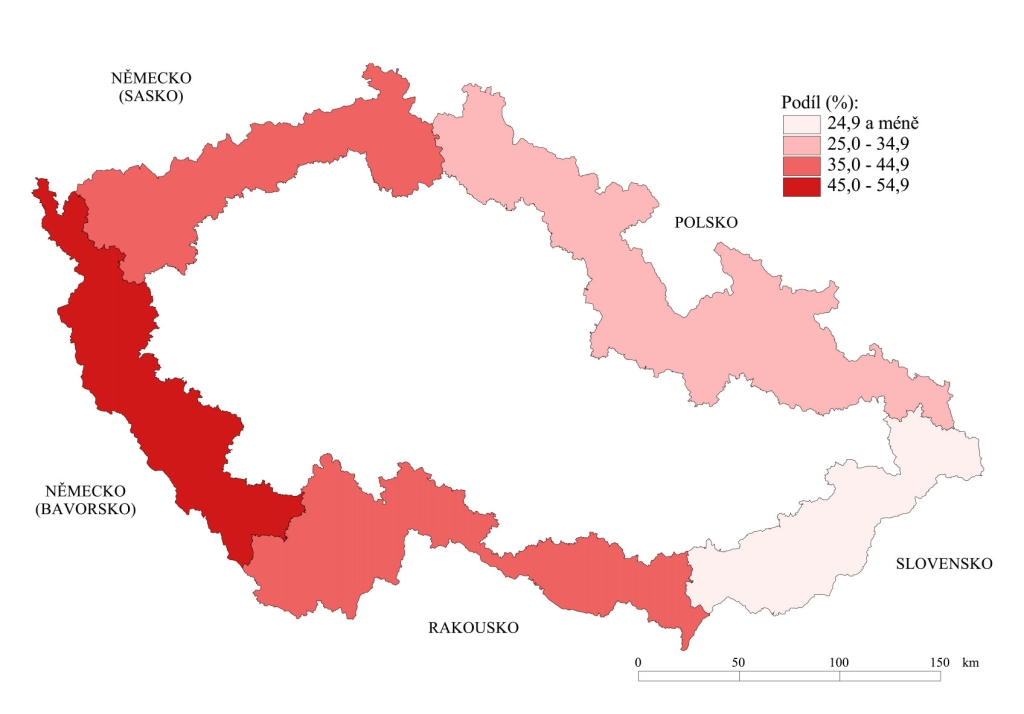 NĚMECKO
(SASKO)
Podíl (%):
24,9 a méně
25,0 - 34,9
35,0 - 44,9
45,0 - 54,9
POLSKO
NĚMECKO
(BAVORSKO)
SLOVENSKO
RAKOUSKO
0 50 100 150 km